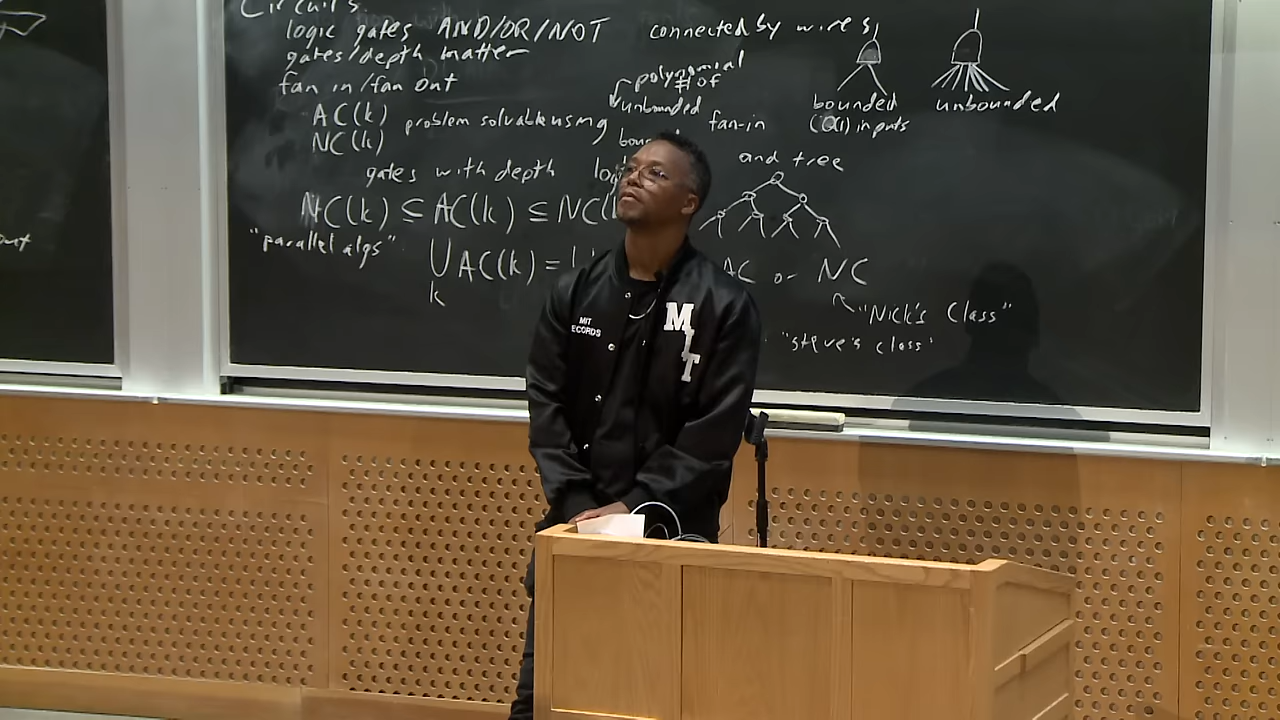 Circuits
logic gates AND/OR/NOT connected by wires
gates/depth matter
fan in/fan out
polynomial
# of
AC(k)
NC(k)
problem solvable using
unbounded
fan-in
bounded
(O(1)) inputs
unbounded
gates with depth
and tree
NC(k) ⊆ AC(k) ⊆ NC(k
"parallel algs"
U AC(k) =
k
AC or NC
"Nick's Class"
"Steve's class"
out
MIT
ECORDS
MIT